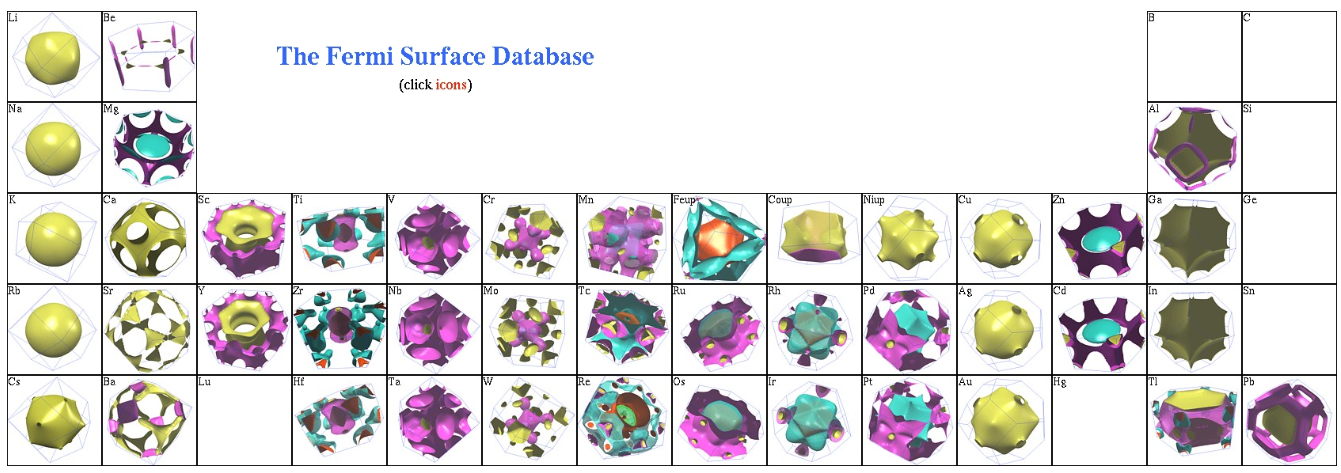 Li Be B C
The Fermi Surface Database
(click icons)
Na Mg Al Si
K Ca Sc Ti V Cr Mn Feup Coup Niup Cu Zn Ga Ge
Rb Sr Y Zr Nb Mo Tc Ru Rh Pd Ag Cd In Sn
Cs Ba Lu Hf Ta W Re Os Ir Pt Au Hg Tl Pb